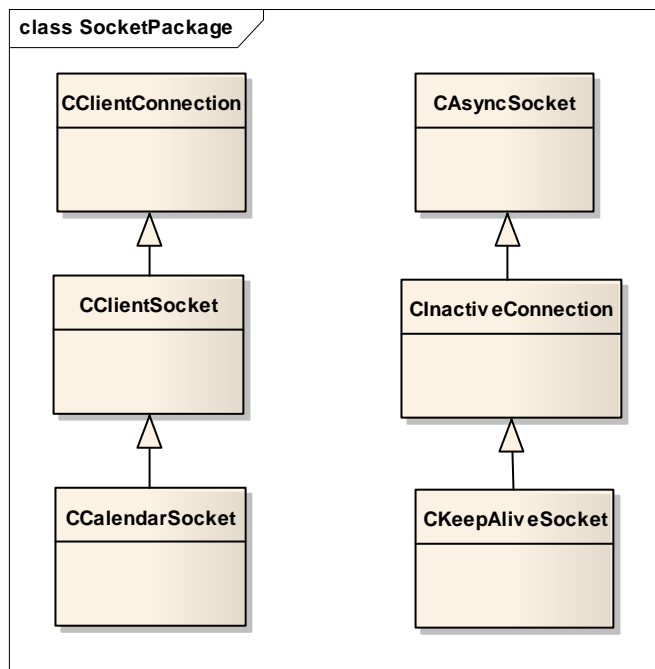 class SocketPackage
CClientConnection
CAsyncSocket
CClientSocket
CInactiveConnection
CCalendarSocket
CKeepAliveSocket